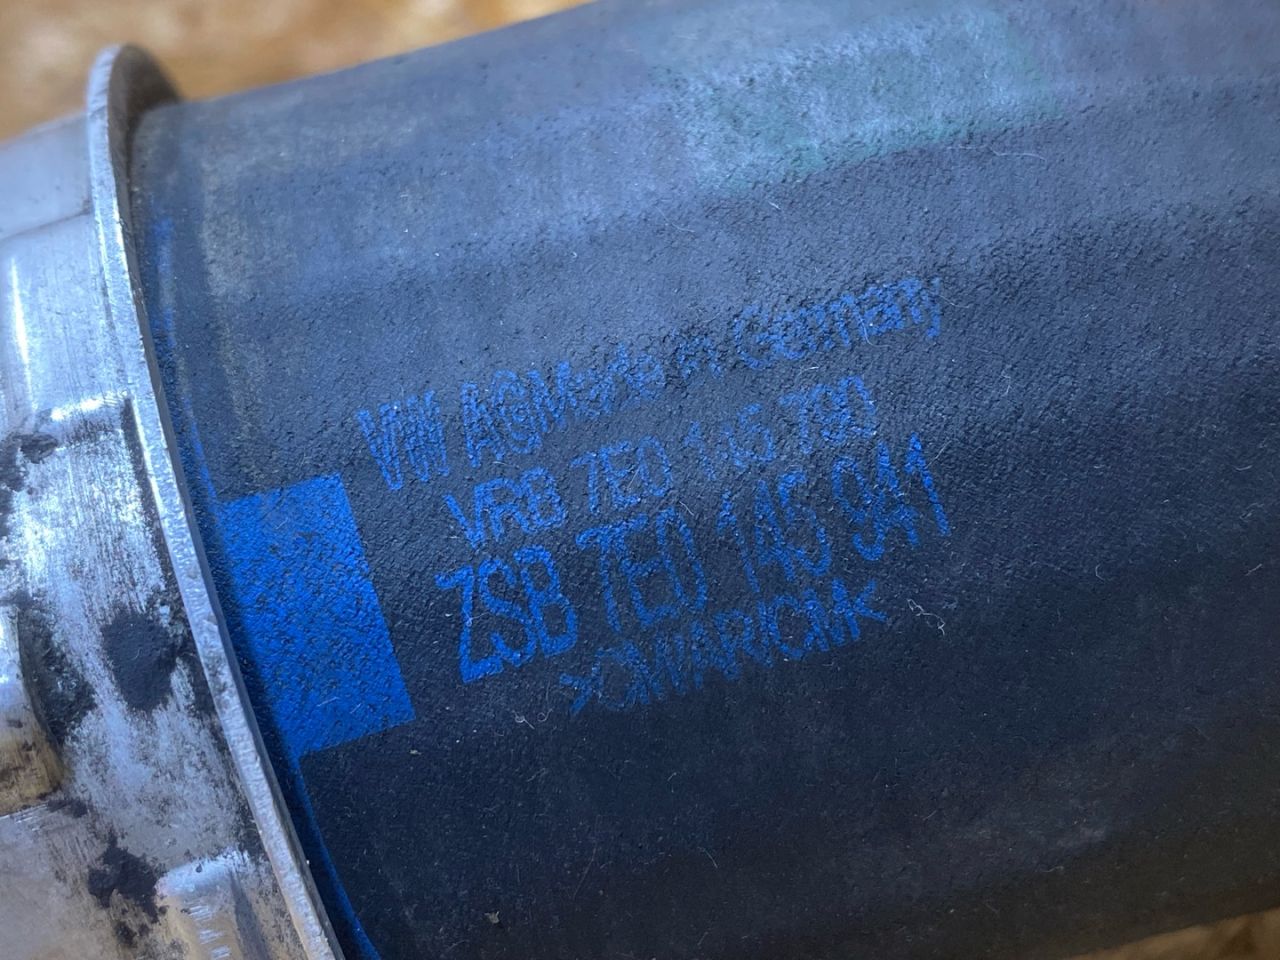 VW AG Made in Germany
VRB 7E0 145 790
ZSB 7E0 145 941